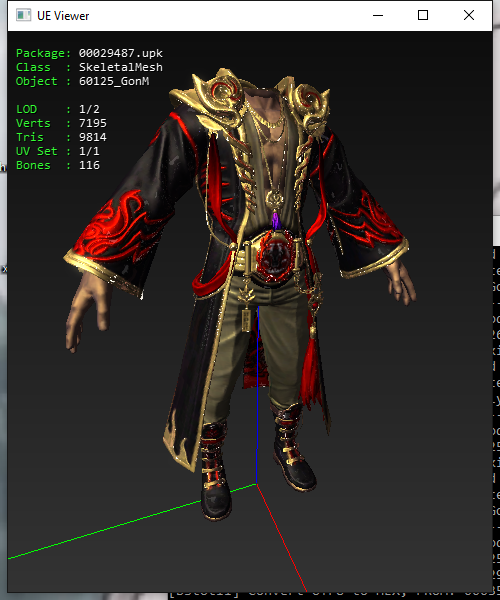 UE Viewer
Package: 00029487.upk
Class : SkeletalMesh
Object : 60125_GonM
LOD : 1/2
Verts : 7195
Tris : 9814
UV Set : 1/1
Bones : 116